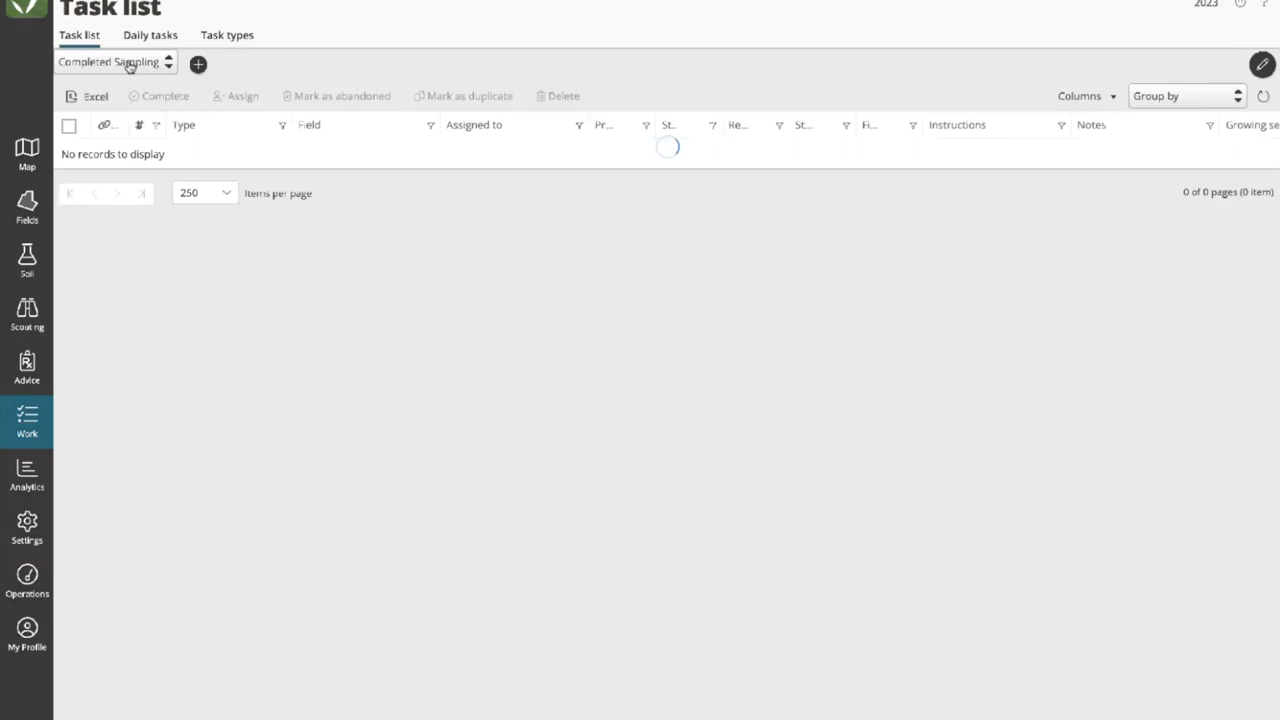 Task list
2023
?
Task list Daily tasks Task types
Completed Sampling
Excel Complete Assign Mark as abandoned Mark as duplicate Delete Columns Group by
# Type Field Assigned to Pr... St... Re... St... Fi... Instructions Notes Growing se
No records to display
250 Items per page 0 of 0 pages (0 item)
Map
Fields
Soil
Scouting
Advice
Work
Analytics
Settings
Operations
My Profile